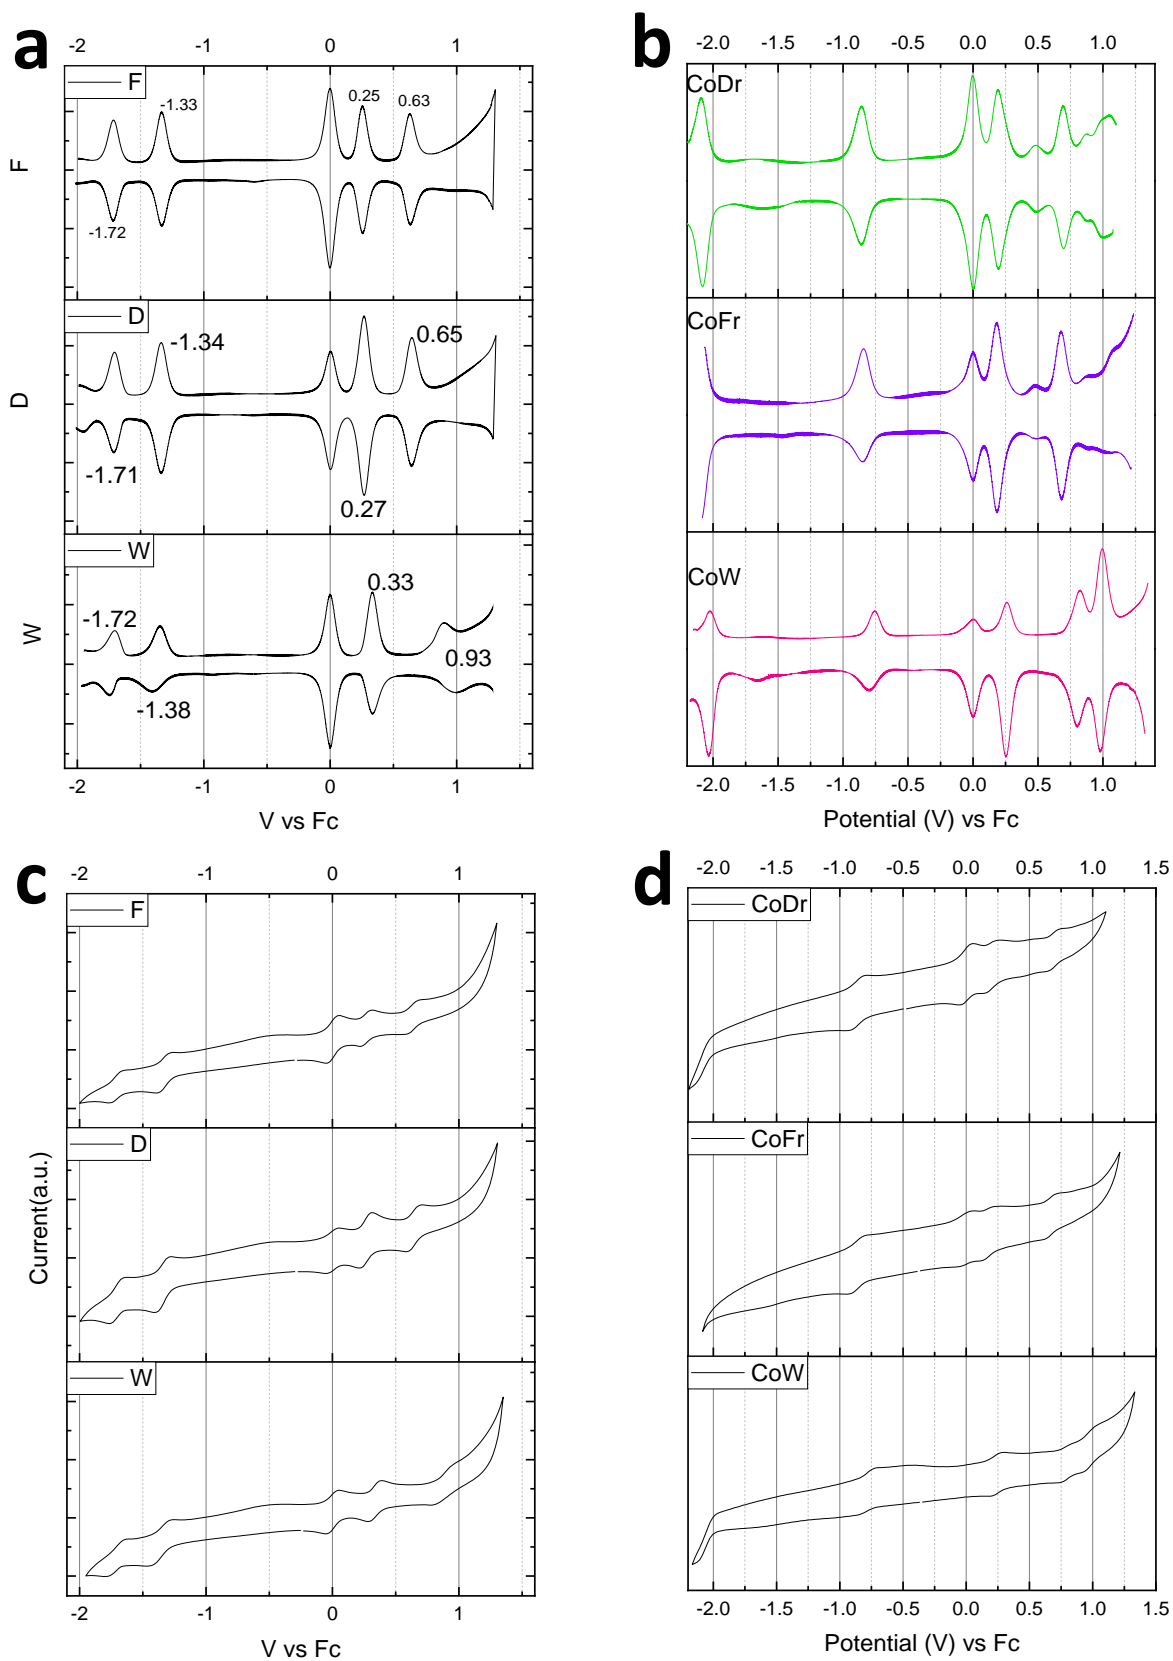 a
-2 -1 0 1
F
-1.33
0.25
0.63
-1.72
F
D
-1.34
0.65
-1.71
0.27
D
W
-1.72
0.33
0.93
-1.38
W
-2 -1 0 1
V vs Fc
b
-2.0 -1.5 -1.0 -0.5 0.0 0.5 1.0
CoDr
CoFr
CoW
-2.0 -1.5 -1.0 -0.5 0.0 0.5 1.0
Potential (V) vs Fc
c
-2 -1 0 1
F
D
W
Current(a.u.)
-2 -1 0 1
V vs Fc
d
-2.0 -1.5 -1.0 -0.5 0.0 0.5 1.0 1.5
CoDr
CoFr
CoW
-2.0 -1.5 -1.0 -0.5 0.0 0.5 1.0 1.5
Potential (V) vs Fc